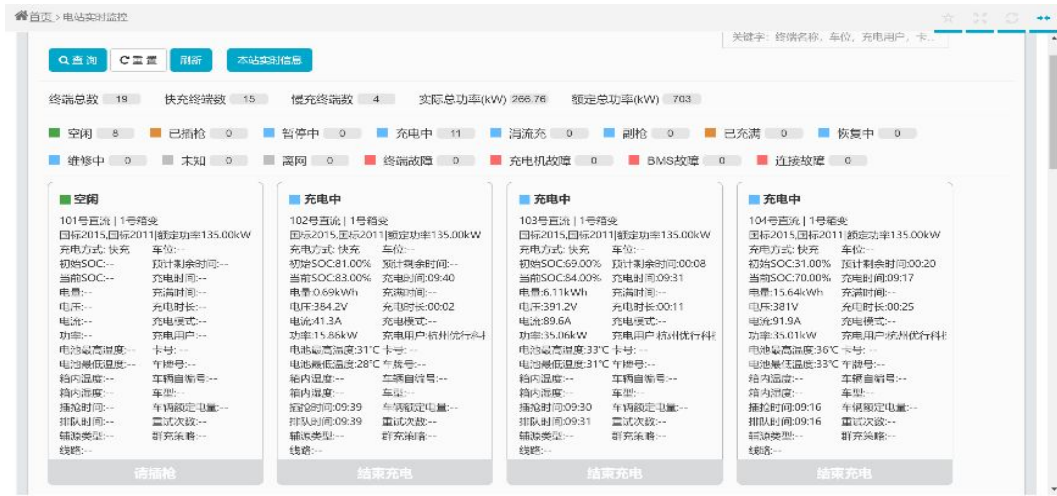 首页 > 电站实时监控
关键字：终端名称，车位，充电用户，卡...
查询 重置 刷新 本站实时信息
终端总数 19 快充终端数 15 慢充终端数 4 实际总功率(kW) 266.76 额定总功率(kW) 703
空闲 8 已插枪 0 暂停中 0 充电中 11 涓流充 0 副枪 0 已充满 0 恢复中 0
维修中 0 未知 0 离网 0 终端故障 0 充电机故障 0 BMS故障 0 连接故障 0
空闲
101号直流 | 1号箱变
国标2015,国标2011|额定功率135.00kW
充电方式: 快充 车位:--
初始SOC:-- 预计剩余时间:--
当前SOC:-- 充电时间:--
电量:-- 充满时间:--
电压:-- 充电时长:--
电流:-- 充电模式:--
功率:-- 充电用户:--
电池最高温度:-- 卡号:--
电池最低温度:-- 车牌号:--
箱内温度:-- 车辆自编号:--
箱内湿度:-- 车型:--
插抢时间:-- 车辆额定电量:--
排队时间:-- 重试次数:--
辅源类型:-- 群充策略:--
线路:--
请插枪
充电中
102号直流 | 1号箱变
国标2015,国标2011|额定功率135.00kW
充电方式: 快充 车位:--
初始SOC:81.00% 预计剩余时间:--
当前SOC:83.00% 充电时间:09:40
电量:0.69kWh 充满时间:--
电压:384.2V 充电时长:00:02
电流:41.3A 充电模式:--
功率:15.86kW 充电用户:杭州优行科
电池最高温度:31℃ 卡号:--
电池最低温度:28℃ 车牌号:--
箱内温度:-- 车辆自编号:--
箱内湿度:-- 车型:--
插抢时间:09:39 车辆额定电量:--
排队时间:09:39 重试次数:--
辅源类型:-- 群充策略:--
线路:--
结束充电
充电中
103号直流 | 1号箱变
国标2015,国标2011|额定功率135.00kW
充电方式: 快充 车位:--
初始SOC:69.00% 预计剩余时间:00:08
当前SOC:84.00% 充电时间:09:31
电量:6.11kWh 充满时间:--
电压:391.2V 充电时长:00:11
电流:89.6A 充电模式:--
功率:35.06kW 充电用户:杭州优行科
电池最高温度:33℃ 卡号:--
电池最低温度:31℃ 车牌号:--
箱内温度:-- 车辆自编号:--
箱内湿度:-- 车型:--
插抢时间:09:30 车辆额定电量:--
排队时间:09:31 重试次数:--
辅源类型:-- 群充策略:--
线路:--
结束充电
充电中
104号直流 | 1号箱变
国标2015,国标2011|额定功率135.00kW
充电方式: 快充 车位:--
初始SOC:31.00% 预计剩余时间:00:20
当前SOC:70.00% 充电时间:09:17
电量:15.64kWh 充满时间:--
电压:381V 充电时长:00:25
电流:91.9A 充电模式:--
功率:35.01kW 充电用户:杭州优行科
电池最高温度:36℃ 卡号:--
电池最低温度:33℃ 车牌号:--
箱内温度:-- 车辆自编号:--
箱内湿度:-- 车型:--
插抢时间:09:16 车辆额定电量:--
排队时间:09:16 重试次数:--
辅源类型:-- 群充策略:--
线路:--
结束充电